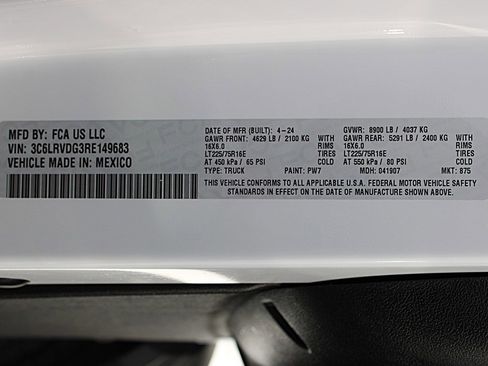 MFD BY: FCA US LLC
VIN: 3C6LRVDG3RE149683
VEHICLE MADE IN: MEXICO
DATE OF MFR (BUILT) 4-24 GVWR: 8900 LB / 4037 KG
GAWR FRONT: 4629 LB / 2100 KG WITH GAWR REAR: 5291 LB / 2400 KG WITH
16X6.0 RIMS 16X6.0 RIMS
LT225/75R16E TIRES LT225/75R16E TIRES
AT 450 kPa / 65 PSI COLD AT 550 kPa / 80 PSI COLD
TYPE: TRUCK PAINT: PW7 MDH: 041907 MKT: 875
THIS VEHICLE CONFORMS TO ALL APPLICABLE U.S.A. FEDERAL MOTOR VEHICLE SAFETY
STANDARDS IN EFFECT ON THE DATE OF MANUFACTURE SHOWN ABOVE.